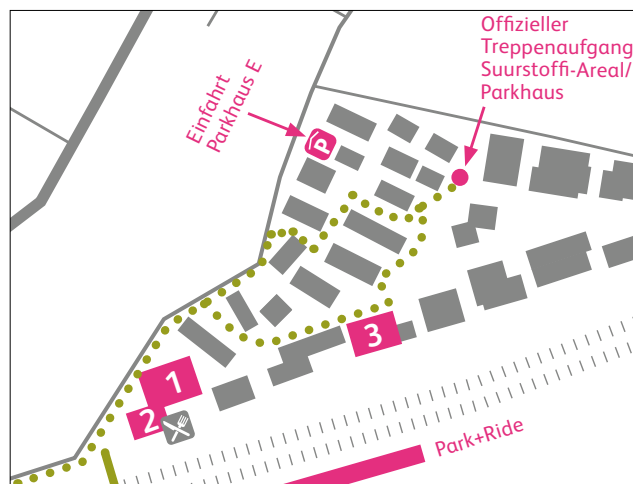 Offizieller
Treppenaufgang
Suurstoffi-Areal/
Parkhaus
Einfahrt
Parkhaus E
P
1
2
3
Park+Ride